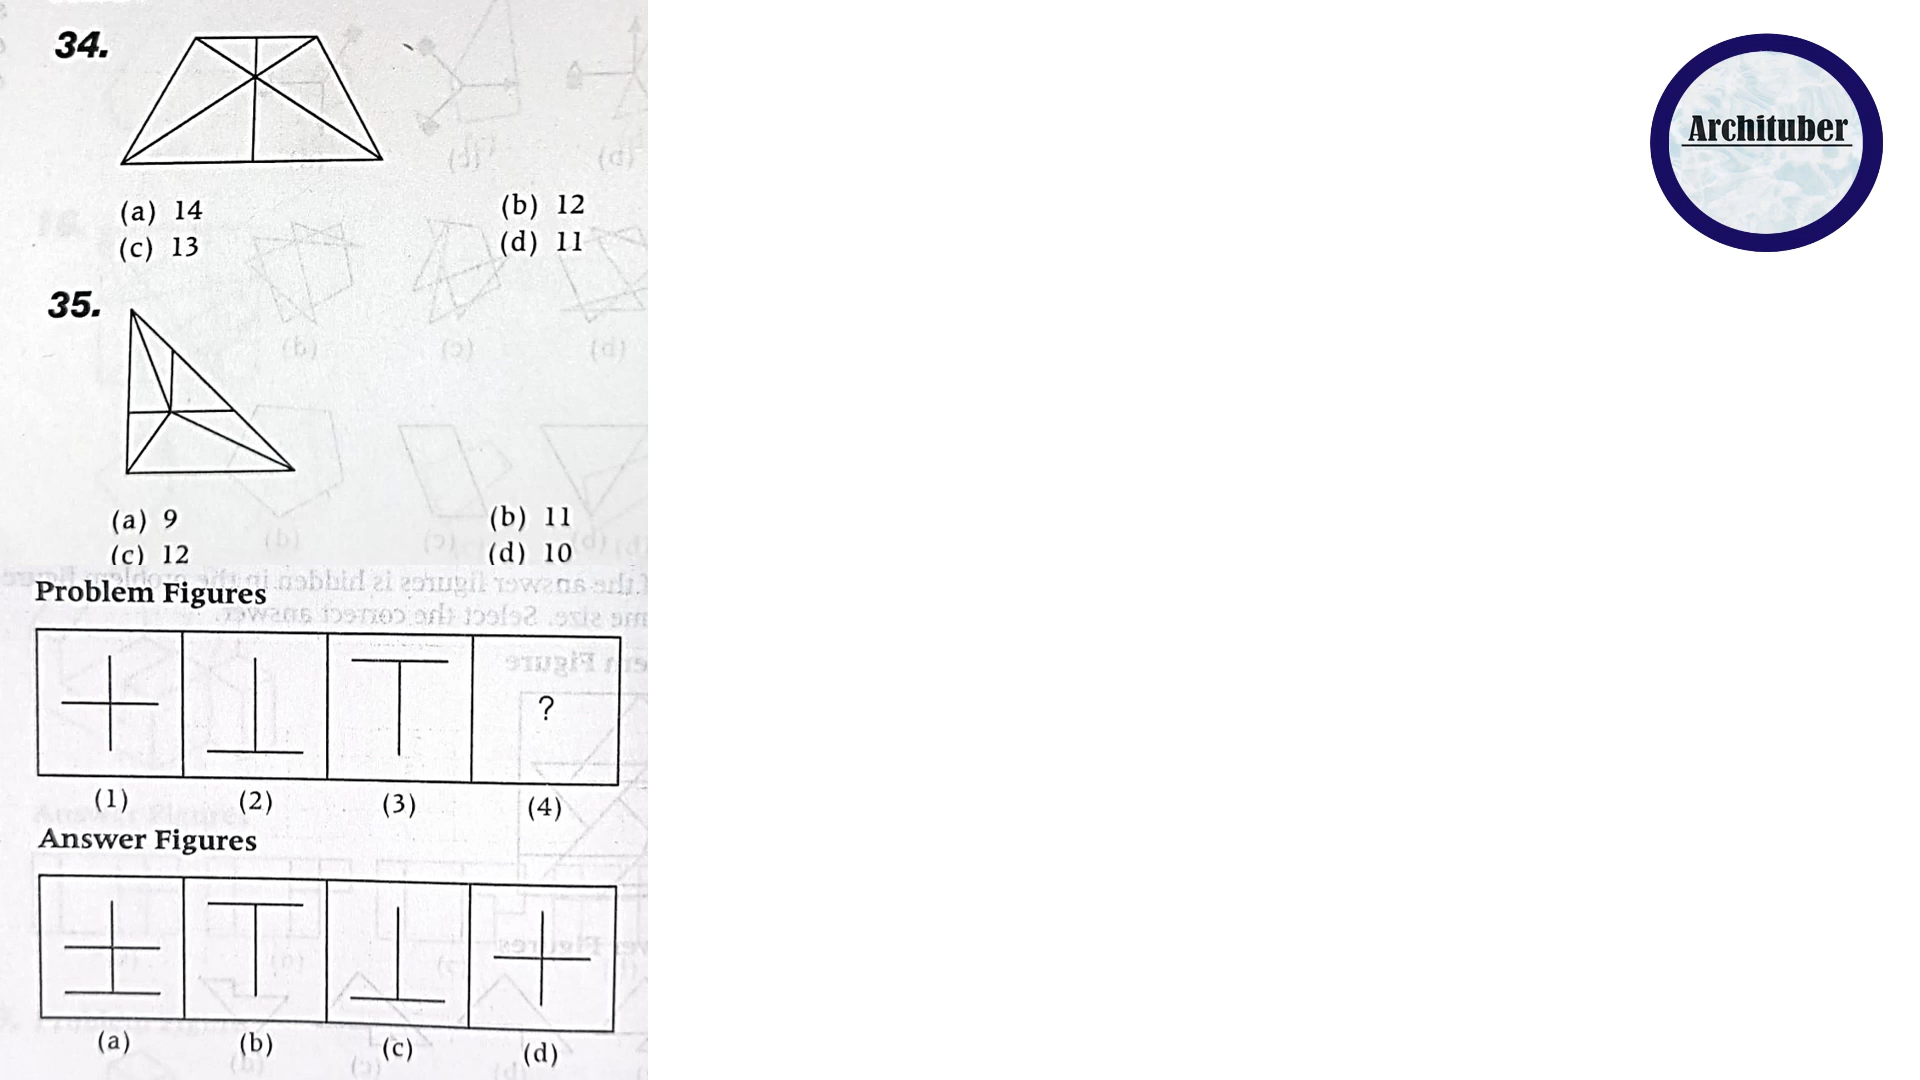 34.
(a) 14 (b) 12
(c) 13 (d) 11
35.
(a) 9 (b) 11
(c) 12 (d) 10
Problem Figures
?
(1) (2) (3) (4)
Answer Figures
(a) (b) (c) (d)
Archituber